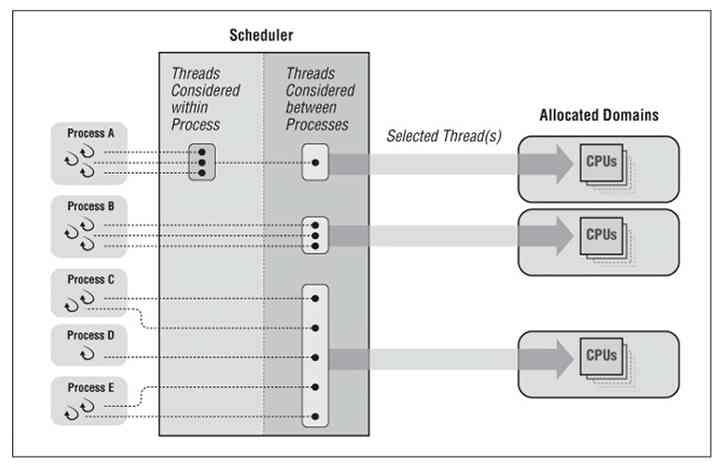 Scheduler
Threads
Considered
within
Process
Threads
Considered
between
Processes
Selected Thread(s)
Allocated Domains
Process A
CPUs
Process B
CPUs
Process C
Process D
CPUs
Process E